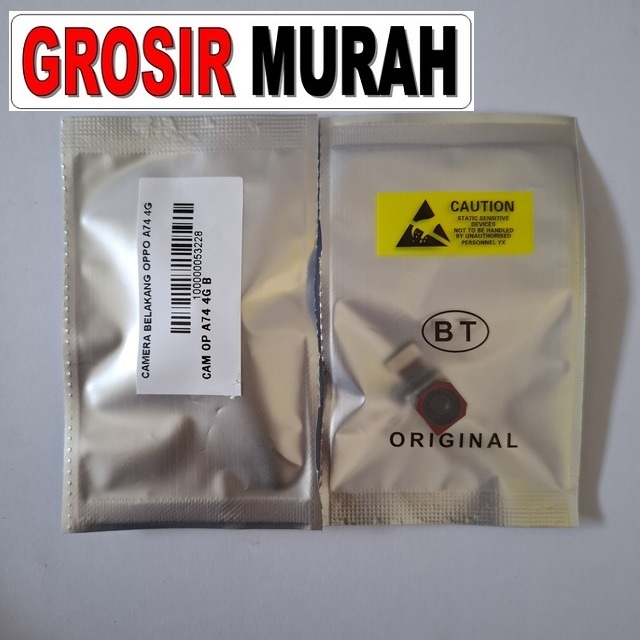 GROSIR MURAH
CAMERA BELAKANG OPPO A74 4G
100000053228
CAM OP A74 4G B
CAUTION
STATIC SENSITIVE
DEVICES
NOT TO BE HANDLED
BY UNAUTHORISED
PERSONNEL YX
BT
ORIGINAL